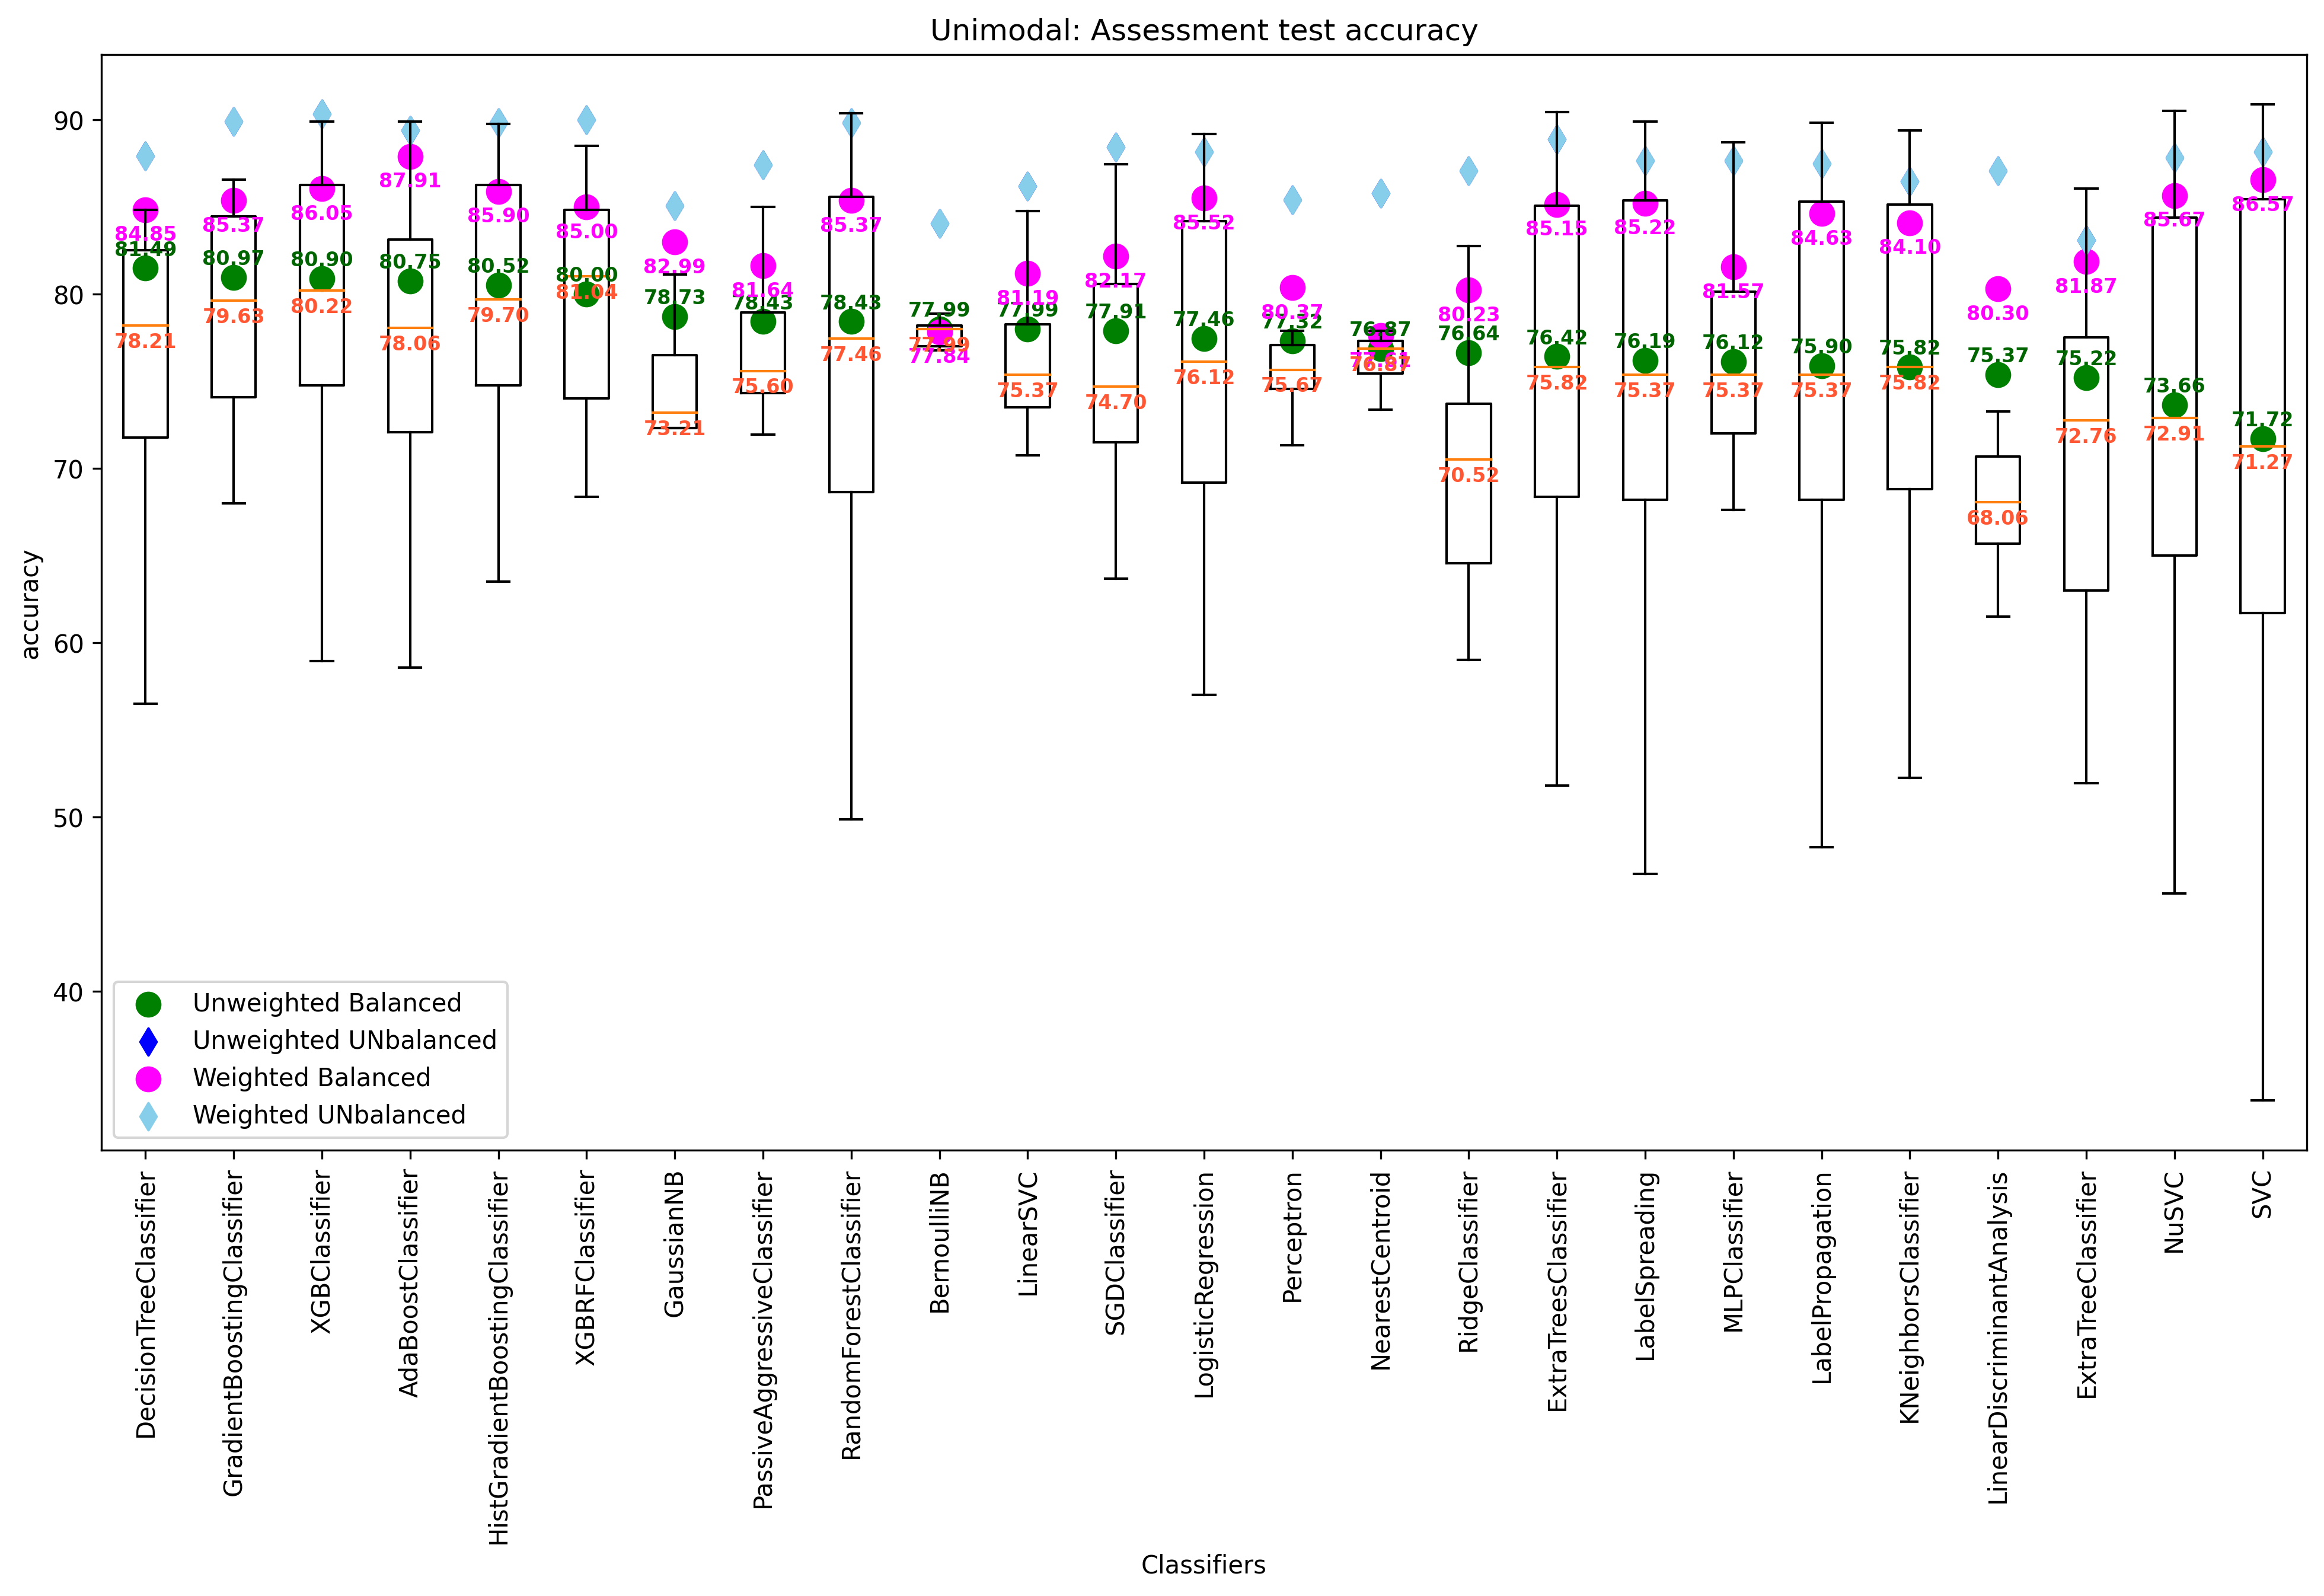 Unimodal: Assessment test accuracy
accuracy
90
80
70
60
50
40
84.85
81.49
78.21
85.37
80.97
79.63
86.05
80.90
80.22
87.91
80.75
78.06
85.90
80.52
79.70
85.00
80.00
81.04
82.99
78.73
73.21
81.64
78.43
75.60
85.37
78.43
77.46
77.99
77.99
77.84
81.19
77.99
75.37
82.17
77.91
74.70
85.52
77.46
76.12
80.37
77.32
75.67
76.87
76.87
80.23
76.64
70.52
85.15
76.42
75.82
85.22
76.19
75.37
81.57
76.12
75.37
84.63
75.90
75.37
84.10
75.82
75.82
80.30
75.37
68.06
81.87
75.22
72.76
85.67
73.66
72.91
86.57
71.72
71.27
Unweighted Balanced
Unweighted UNbalanced
Weighted Balanced
Weighted UNbalanced
DecisionTreeClassifier
GradientBoostingClassifier
XGBClassifier
AdaBoostClassifier
HistGradientBoostingClassifier
XGBRFClassifier
GaussianNB
PassiveAggressiveClassifier
RandomForestClassifier
BernoulliNB
LinearSVC
SGDClassifier
LogisticRegression
Perceptron
NearestCentroid
RidgeClassifier
ExtraTreesClassifier
LabelSpreading
MLPClassifier
LabelPropagation
KNeighborsClassifier
LinearDiscriminantAnalysis
ExtraTreeClassifier
NuSVC
SVC
Classifiers